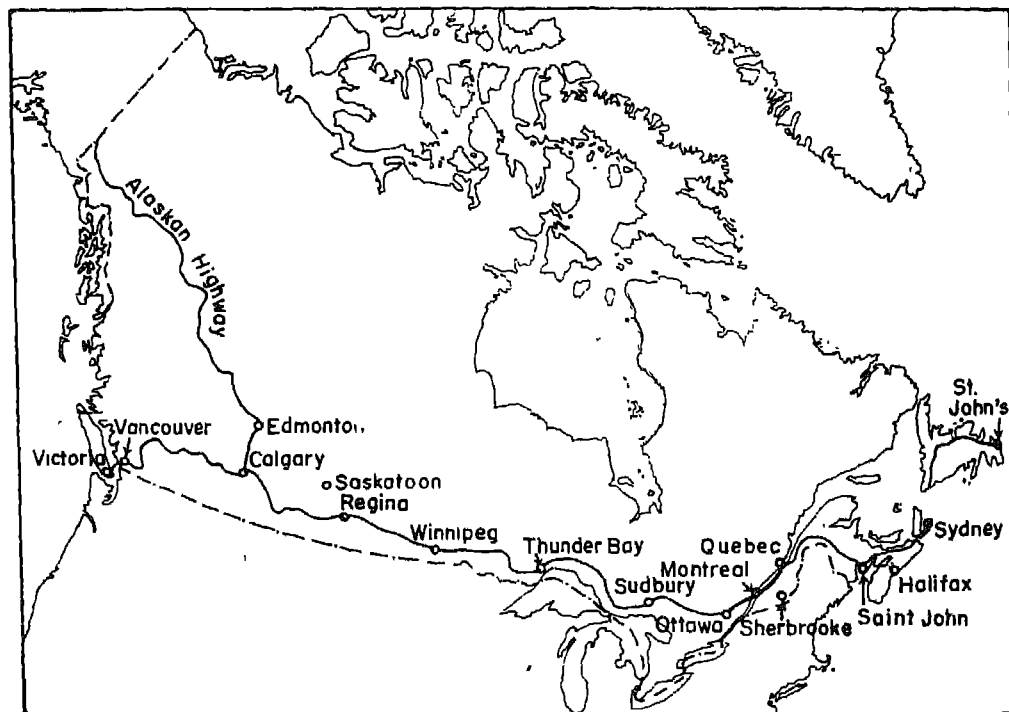 Alaskan Highway
St.
John's
Vancouver
Edmonton
Victoria
Calgary
Saskatoon
Regina
Winnipeg
Thunder Bay
Quebec
Sydney
Montreal
Sudbury
Halifax
Ottawa
Sherbrooke
Saint John